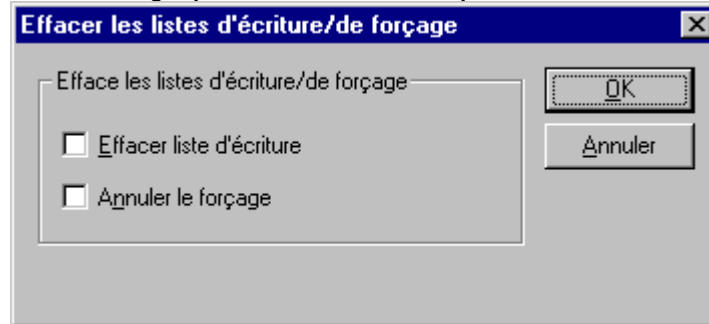 Effacer les listes d'écriture/de forçage
Efface les listes d'écriture/de forçage
OK
Effacer liste d'écriture
Annuler
Annuler le forçage